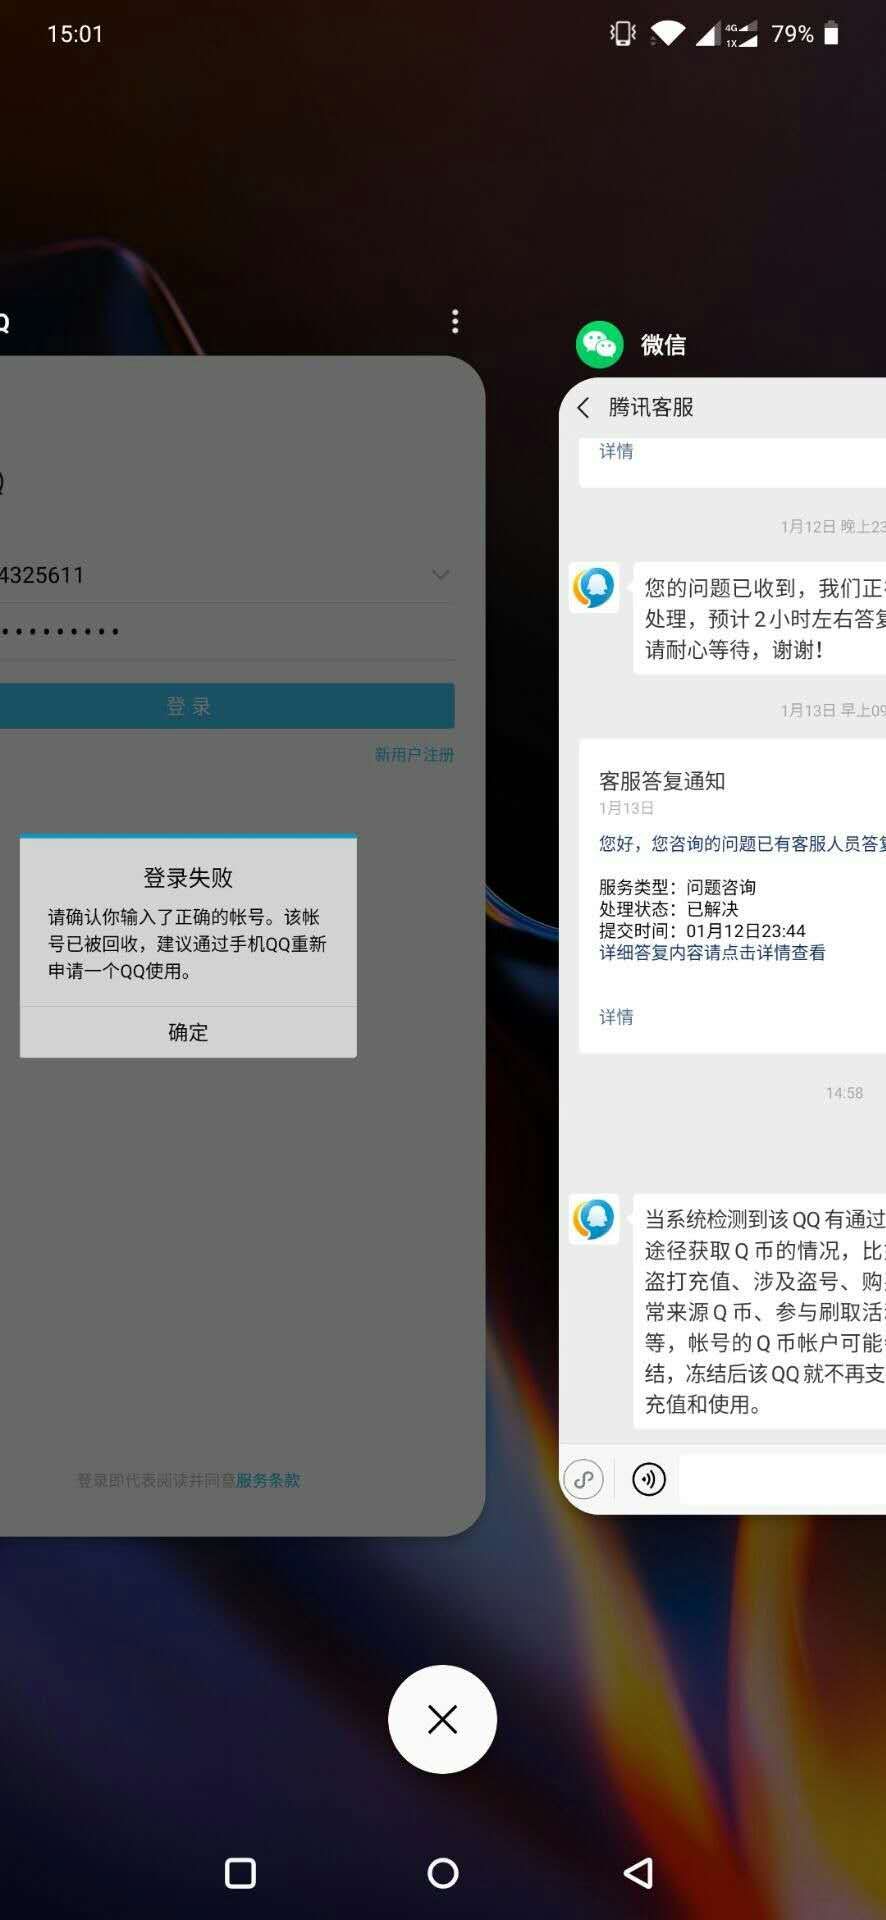 15:01
4G
1X
79%
Q
4325611
•••••••••
登 录
新用户注册
登录失败
请确认你输入了正确的帐号。该帐
号已被回收，建议通过手机QQ重新
申请一个QQ使用。
确定
登录即代表阅读并同意服务条款
微信
腾讯客服
详情
1月12日 晚上23
您的问题已收到，我们正
处理，预计2小时左右答
请耐心等待，谢谢！
1月13日 早上09
客服答复通知
1月13日
您好，您咨询的问题已有客服人员答
服务类型：问题咨询
处理状态：已解决
提交时间：01月12日23:44
详细答复内容请点击详情查看
详情
14:58
当系统检测到该QQ有通过
途径获取Q币的情况，比
盗打充值、涉及盗号、购
常来源Q币、参与刷取活
等，帐号的Q币帐户可能
结，冻结后该QQ就不再支
充值和使用。